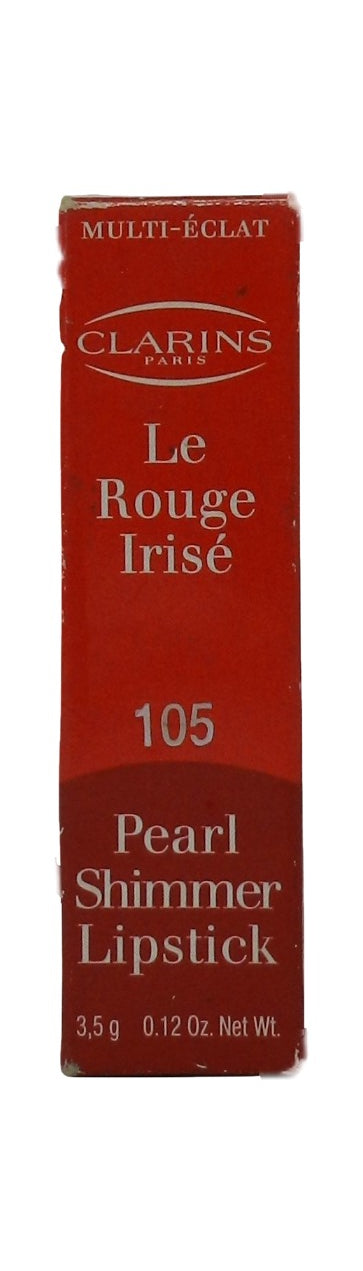 MULTI-ÉCLAT
CLARINS
PARIS
Le
Rouge
Irisé
105
Pearl
Shimmer
Lipstick
3,5 g 0.12 Oz. Net Wt.